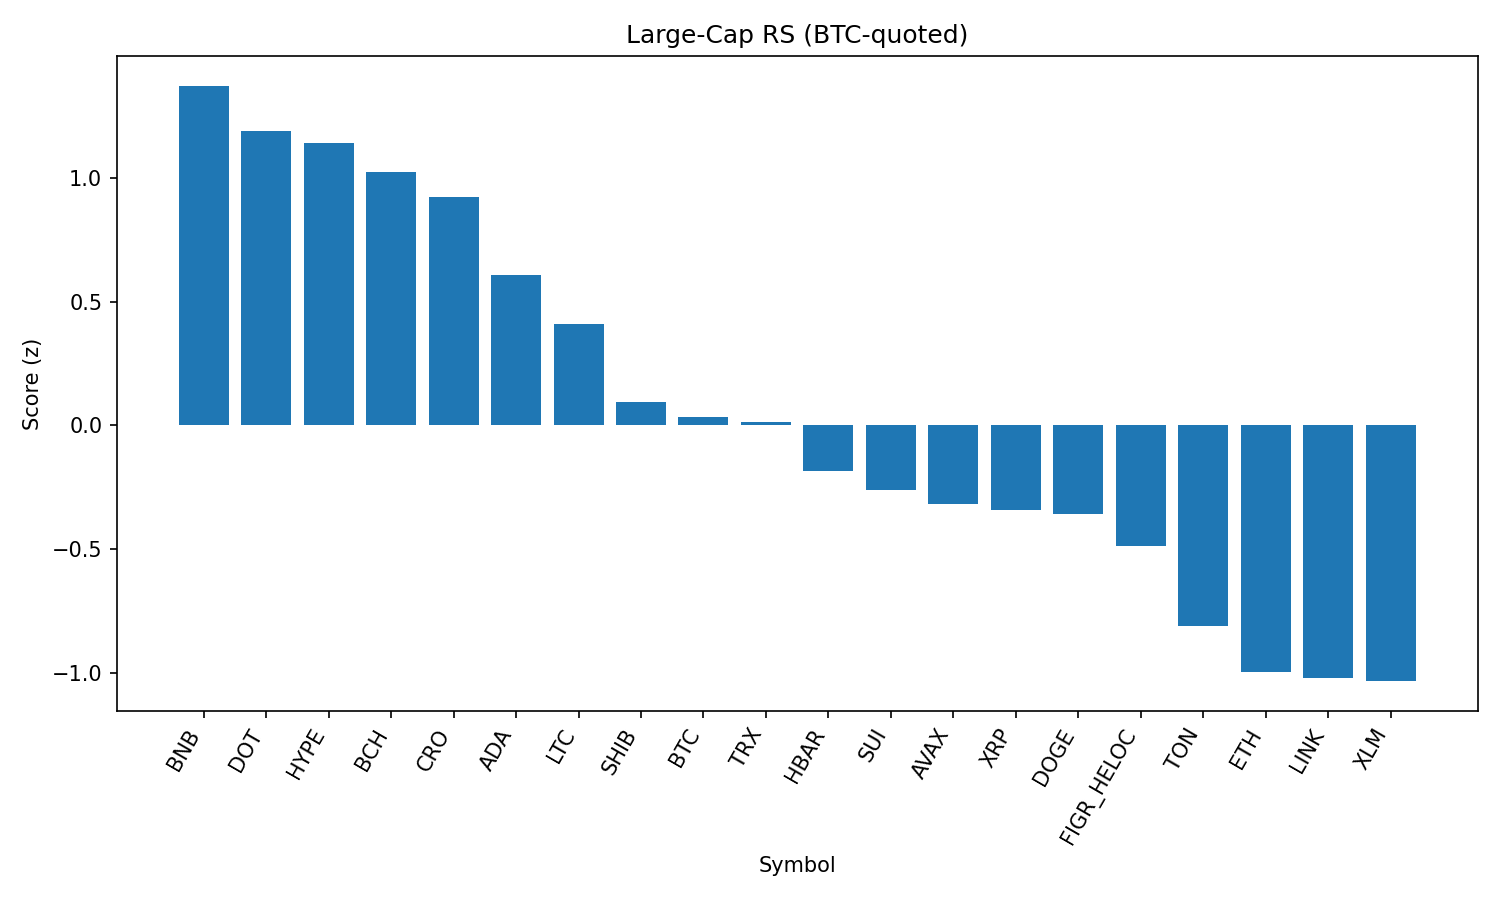 Large-Cap RS (BTC-quoted)
Score (z)
1.0
0.5
0.0
−0.5
−1.0
BNB
DOT
HYPE
BCH
CRO
ADA
LTC
SHIB
BTC
TRX
HBAR
SUI
AVAX
XRP
DOGE
FIGR_HELOC
TON
ETH
LINK
XLM
Symbol